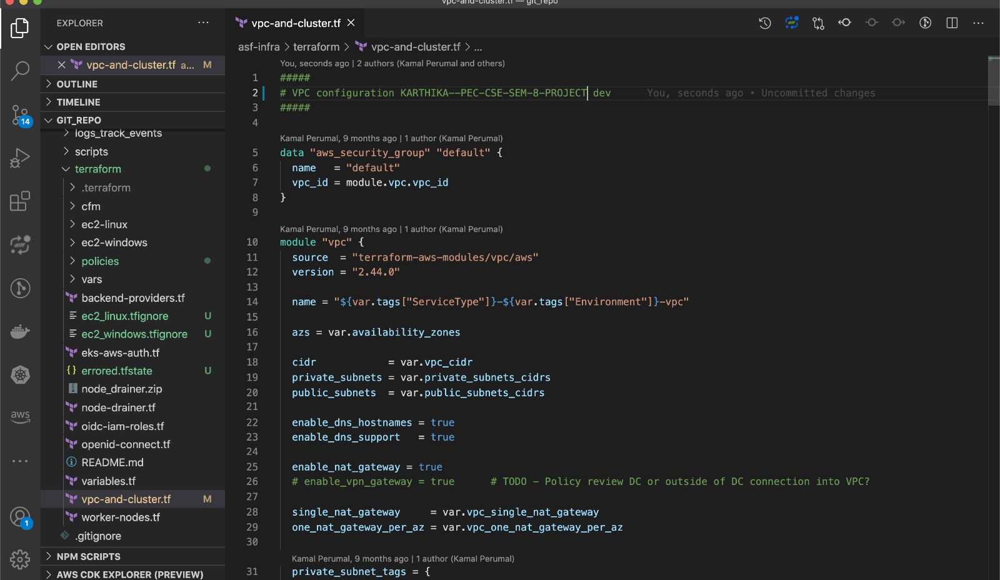 vpc-and-cluster.tf — git_repo
EXPLORER
OPEN EDITORS
vpc-and-cluster.tf a... M
OUTLINE
TIMELINE
GIT_REPO
logs_track_events
scripts
terraform
.terraform
cfm
ec2-linux
ec2-windows
policies
vars
backend-providers.tf
ec2_linux.tfignore U
ec2_windows.tfignore U
eks-aws-auth.tf
errored.tfstate U
node_drainer.zip
node-drainer.tf
oidc-iam-roles.tf
openid-connect.tf
README.md
variables.tf
vpc-and-cluster.tf M
worker-nodes.tf
.gitignore
NPM SCRIPTS
AWS CDK EXPLORER (PREVIEW)
14
diff
aws
1
vpc-and-cluster.tf
diff
asf-infra > terraform > vpc-and-cluster.tf > ...
You, seconds ago | 2 authors (Kamal Perumal and others)
1 #####
2 # VPC configuration KARTHIKA--PEC-CSE-SEM-8-PROJECT dev You, seconds ago • Uncommitted changes
3 #####
4
Kamal Perumal, 9 months ago | 1 author (Kamal Perumal)
5 data "aws_security_group" "default" {
6 name = "default"
7 vpc_id = module.vpc.vpc_id
8 }
9
Kamal Perumal, 9 months ago | 1 author (Kamal Perumal)
10 module "vpc" {
11 source = "terraform-aws-modules/vpc/aws"
12 version = "2.44.0"
13
14 name = "${var.tags["ServiceType"]}-${var.tags["Environment"]}-vpc"
15
16 azs = var.availability_zones
17
18 cidr = var.vpc_cidr
19 private_subnets = var.private_subnets_cidrs
20 public_subnets = var.public_subnets_cidrs
21
22 enable_dns_hostnames = true
23 enable_dns_support = true
24
25 enable_nat_gateway = true
26 # enable_vpn_gateway = true # TODO – Policy review DC or outside of DC connection into VPC?
27
28 single_nat_gateway = var.vpc_single_nat_gateway
29 one_nat_gateway_per_az = var.vpc_one_nat_gateway_per_az
30
Kamal Perumal, 9 months ago | 1 author (Kamal Perumal)
31 private_subnet_tags = {